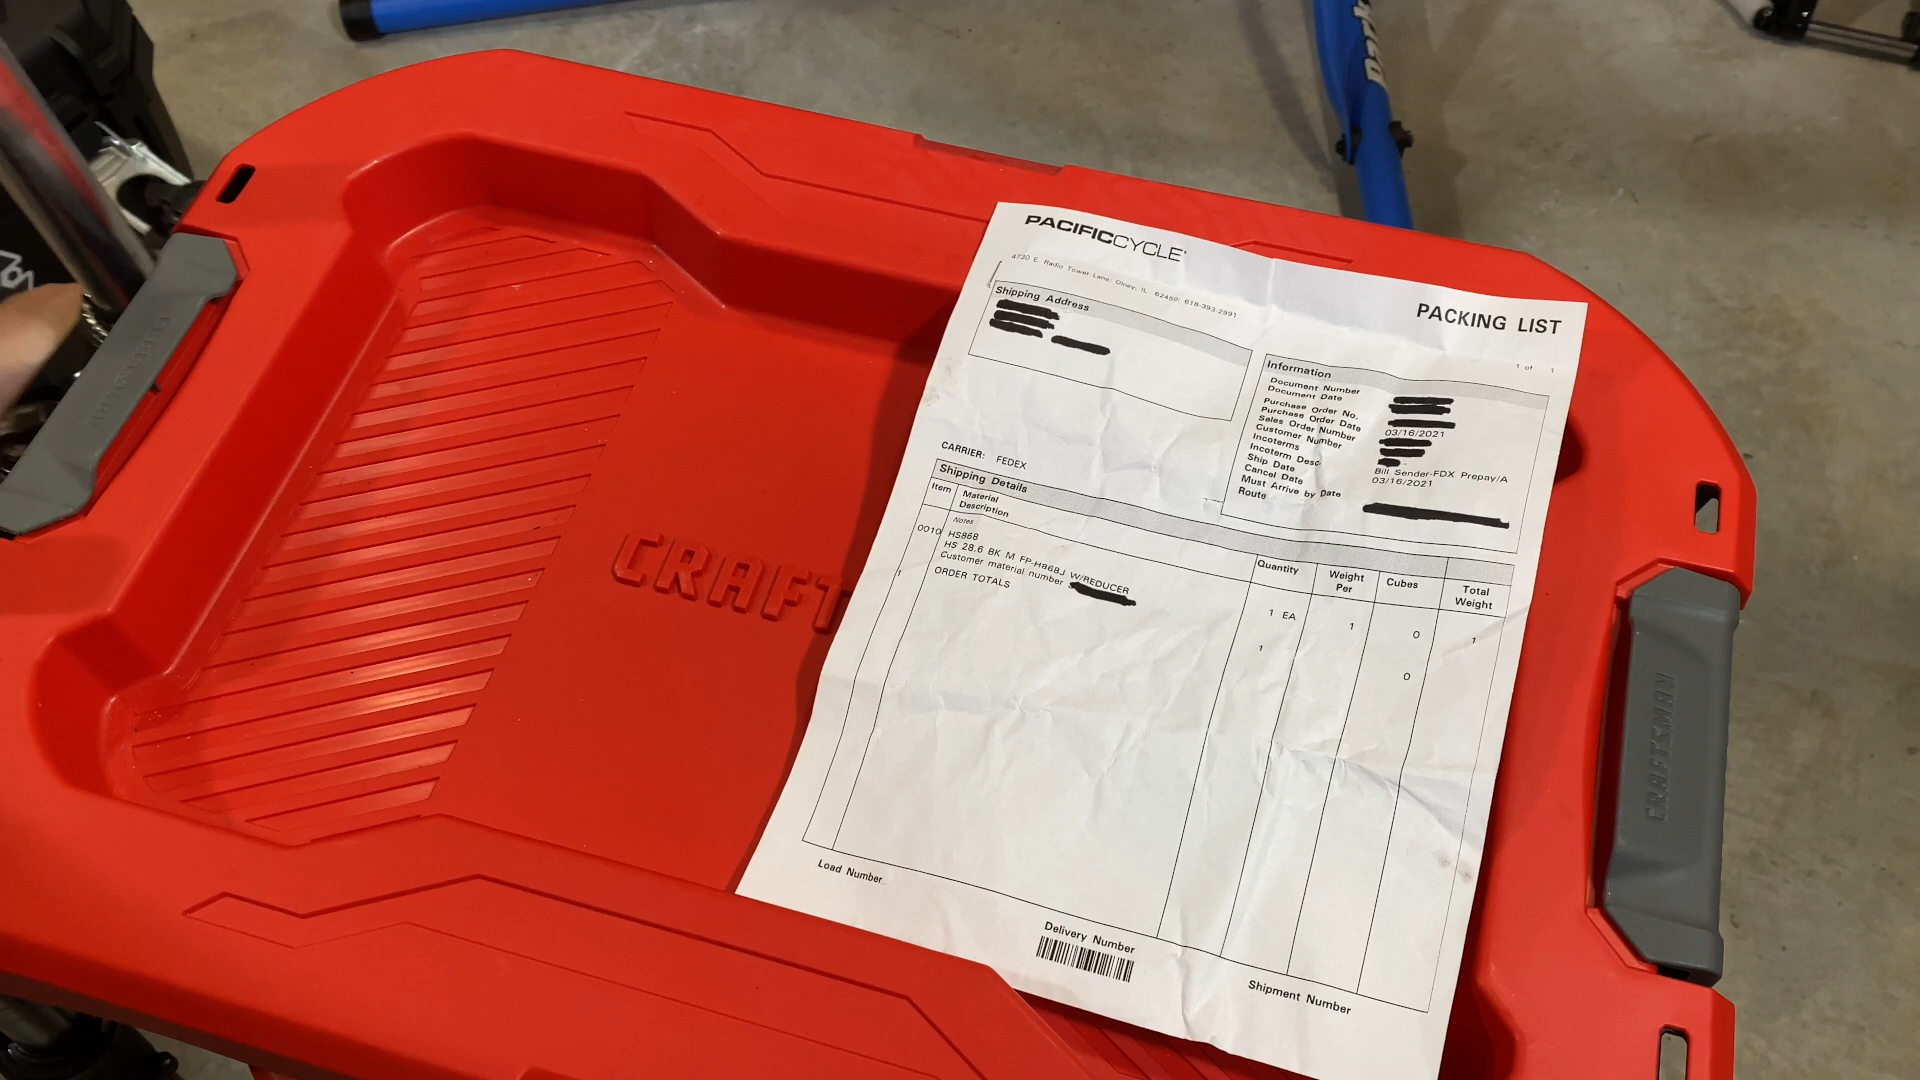 Park
PACIFICCYCLE
4730 E. Radio Tower Lane; Olney, IL 62450; 618-393-2991
PACKING LIST
1 of 1
Shipping Address
Information
Document Number
Document Date
Purchase Order No.
Purchase Order Date 03/16/2021
Sales Order Number
Customer Number
Incoterms
Incoterm Desc Bill Sender-FDX Prepay/A
Ship Date 03/16/2021
Cancel Date
Must Arrive by Date
Route
CARRIER: FEDEX
Shipping Details
Item Material Description Quantity Weight Per Cubes Total Weight
Notes
0010 HS868 1 EA 1 0 1
HS 28.6 BK M FP-H868J W/REDUCER
Customer material number
1 ORDER TOTALS 1 0
Load Number
Delivery Number
Shipment Number
CRAFT
CRAFTSMAN
CRAFTSMAN